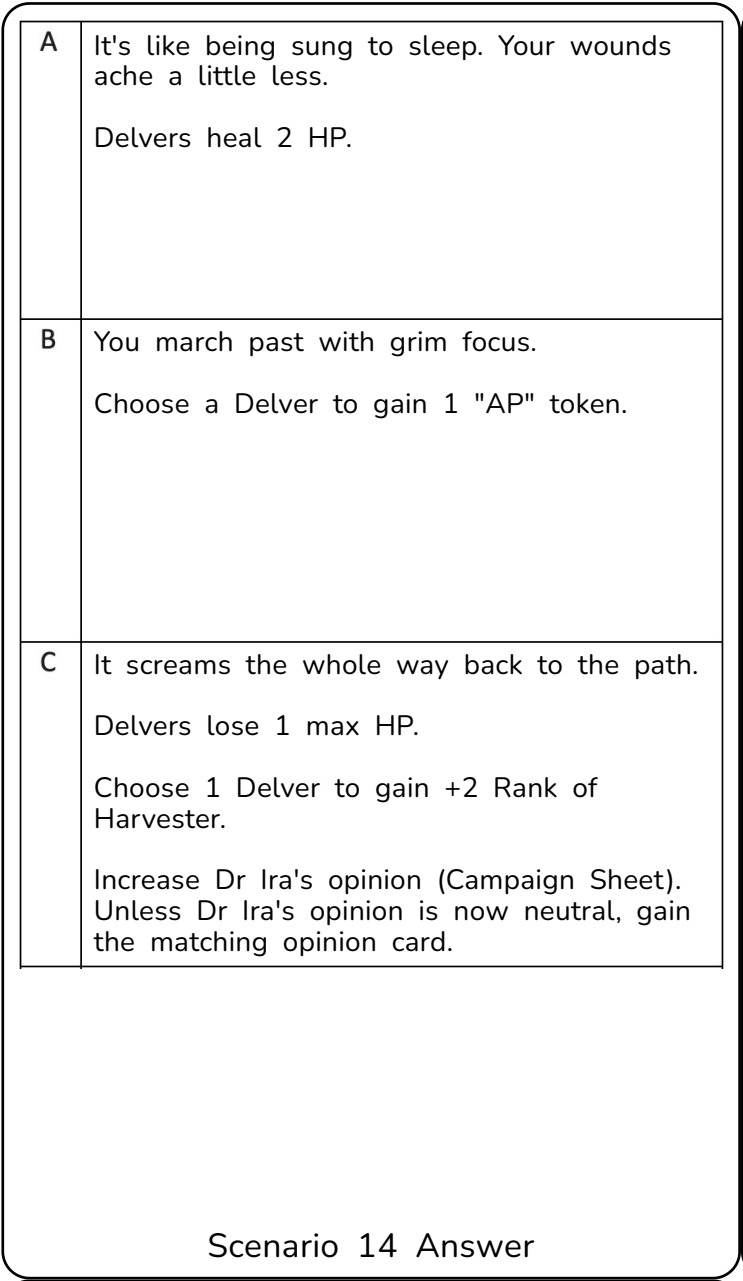 A
It's like being sung to sleep. Your wounds
ache a little less.
Delvers heal 2 HP.
B
You march past with grim focus.
Choose a Delver to gain 1 "AP" token.
C
It screams the whole way back to the path.
Delvers lose 1 max HP.
Choose 1 Delver to gain +2 Rank of
Harvester.
Increase Dr Ira's opinion (Campaign Sheet).
Unless Dr Ira's opinion is now neutral, gain
the matching opinion card.
Scenario 14 Answer